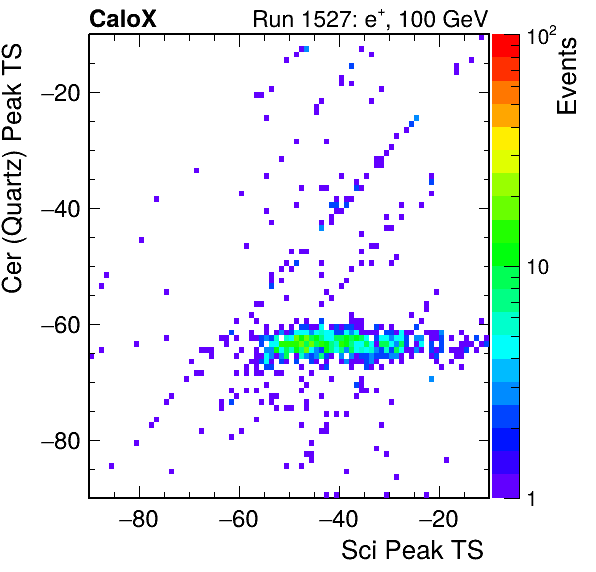 CaloX Run 1527: e⁺, 100 GeV
Cer (Quartz) Peak TS
−20
−40
−60
−80
−80 −60 −40 −20
Sci Peak TS
10²
10
1
Events